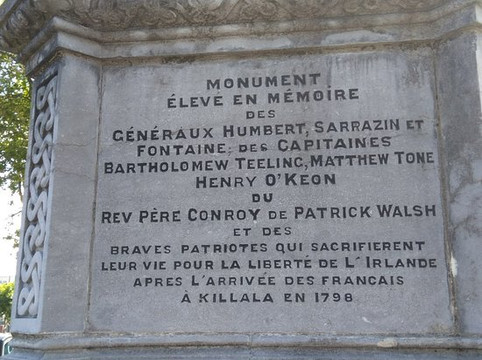 MONUMENT
ÉLEVÉ EN MÉMOIRE
DES
GÉNÉRAUX HUMBERT, SARRAZIN ET
FONTAINE; DES CAPITAINES
BARTHOLOMEW TEELING, MATTHEW TONE
HENRY O'KEON
DU
REV PÈRE CONROY DE PATRICK WALSH
ET DES
BRAVES PATRIOTES QUI SACRIFIERENT
LEUR VIE POUR LA LIBERTÉ DE L'IRLANDE
APRES L'ARRIVÉE DES FRANÇAIS
À KILLALA EN 1798